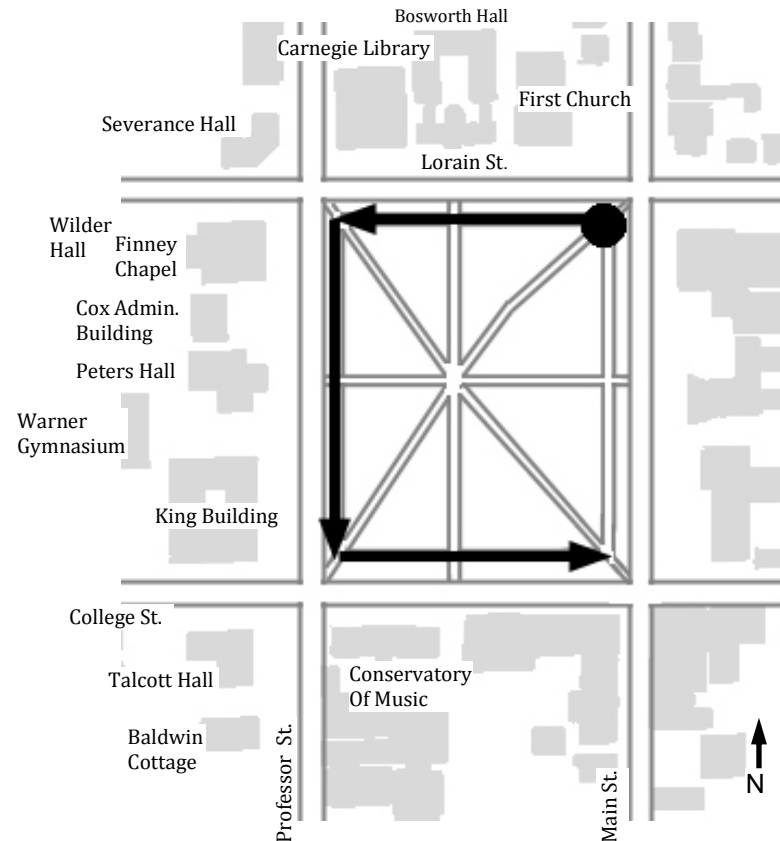 Bosworth Hall
Carnegie Library
First Church
Severance Hall
Lorain St.
Wilder
Hall
Finney
Chapel
Cox Admin.
Building
Peters Hall
Warner
Gymnasium
King Building
College St.
Talcott Hall
Conservatory
Of Music
Baldwin
Cottage
Professor St.
Main St.
N